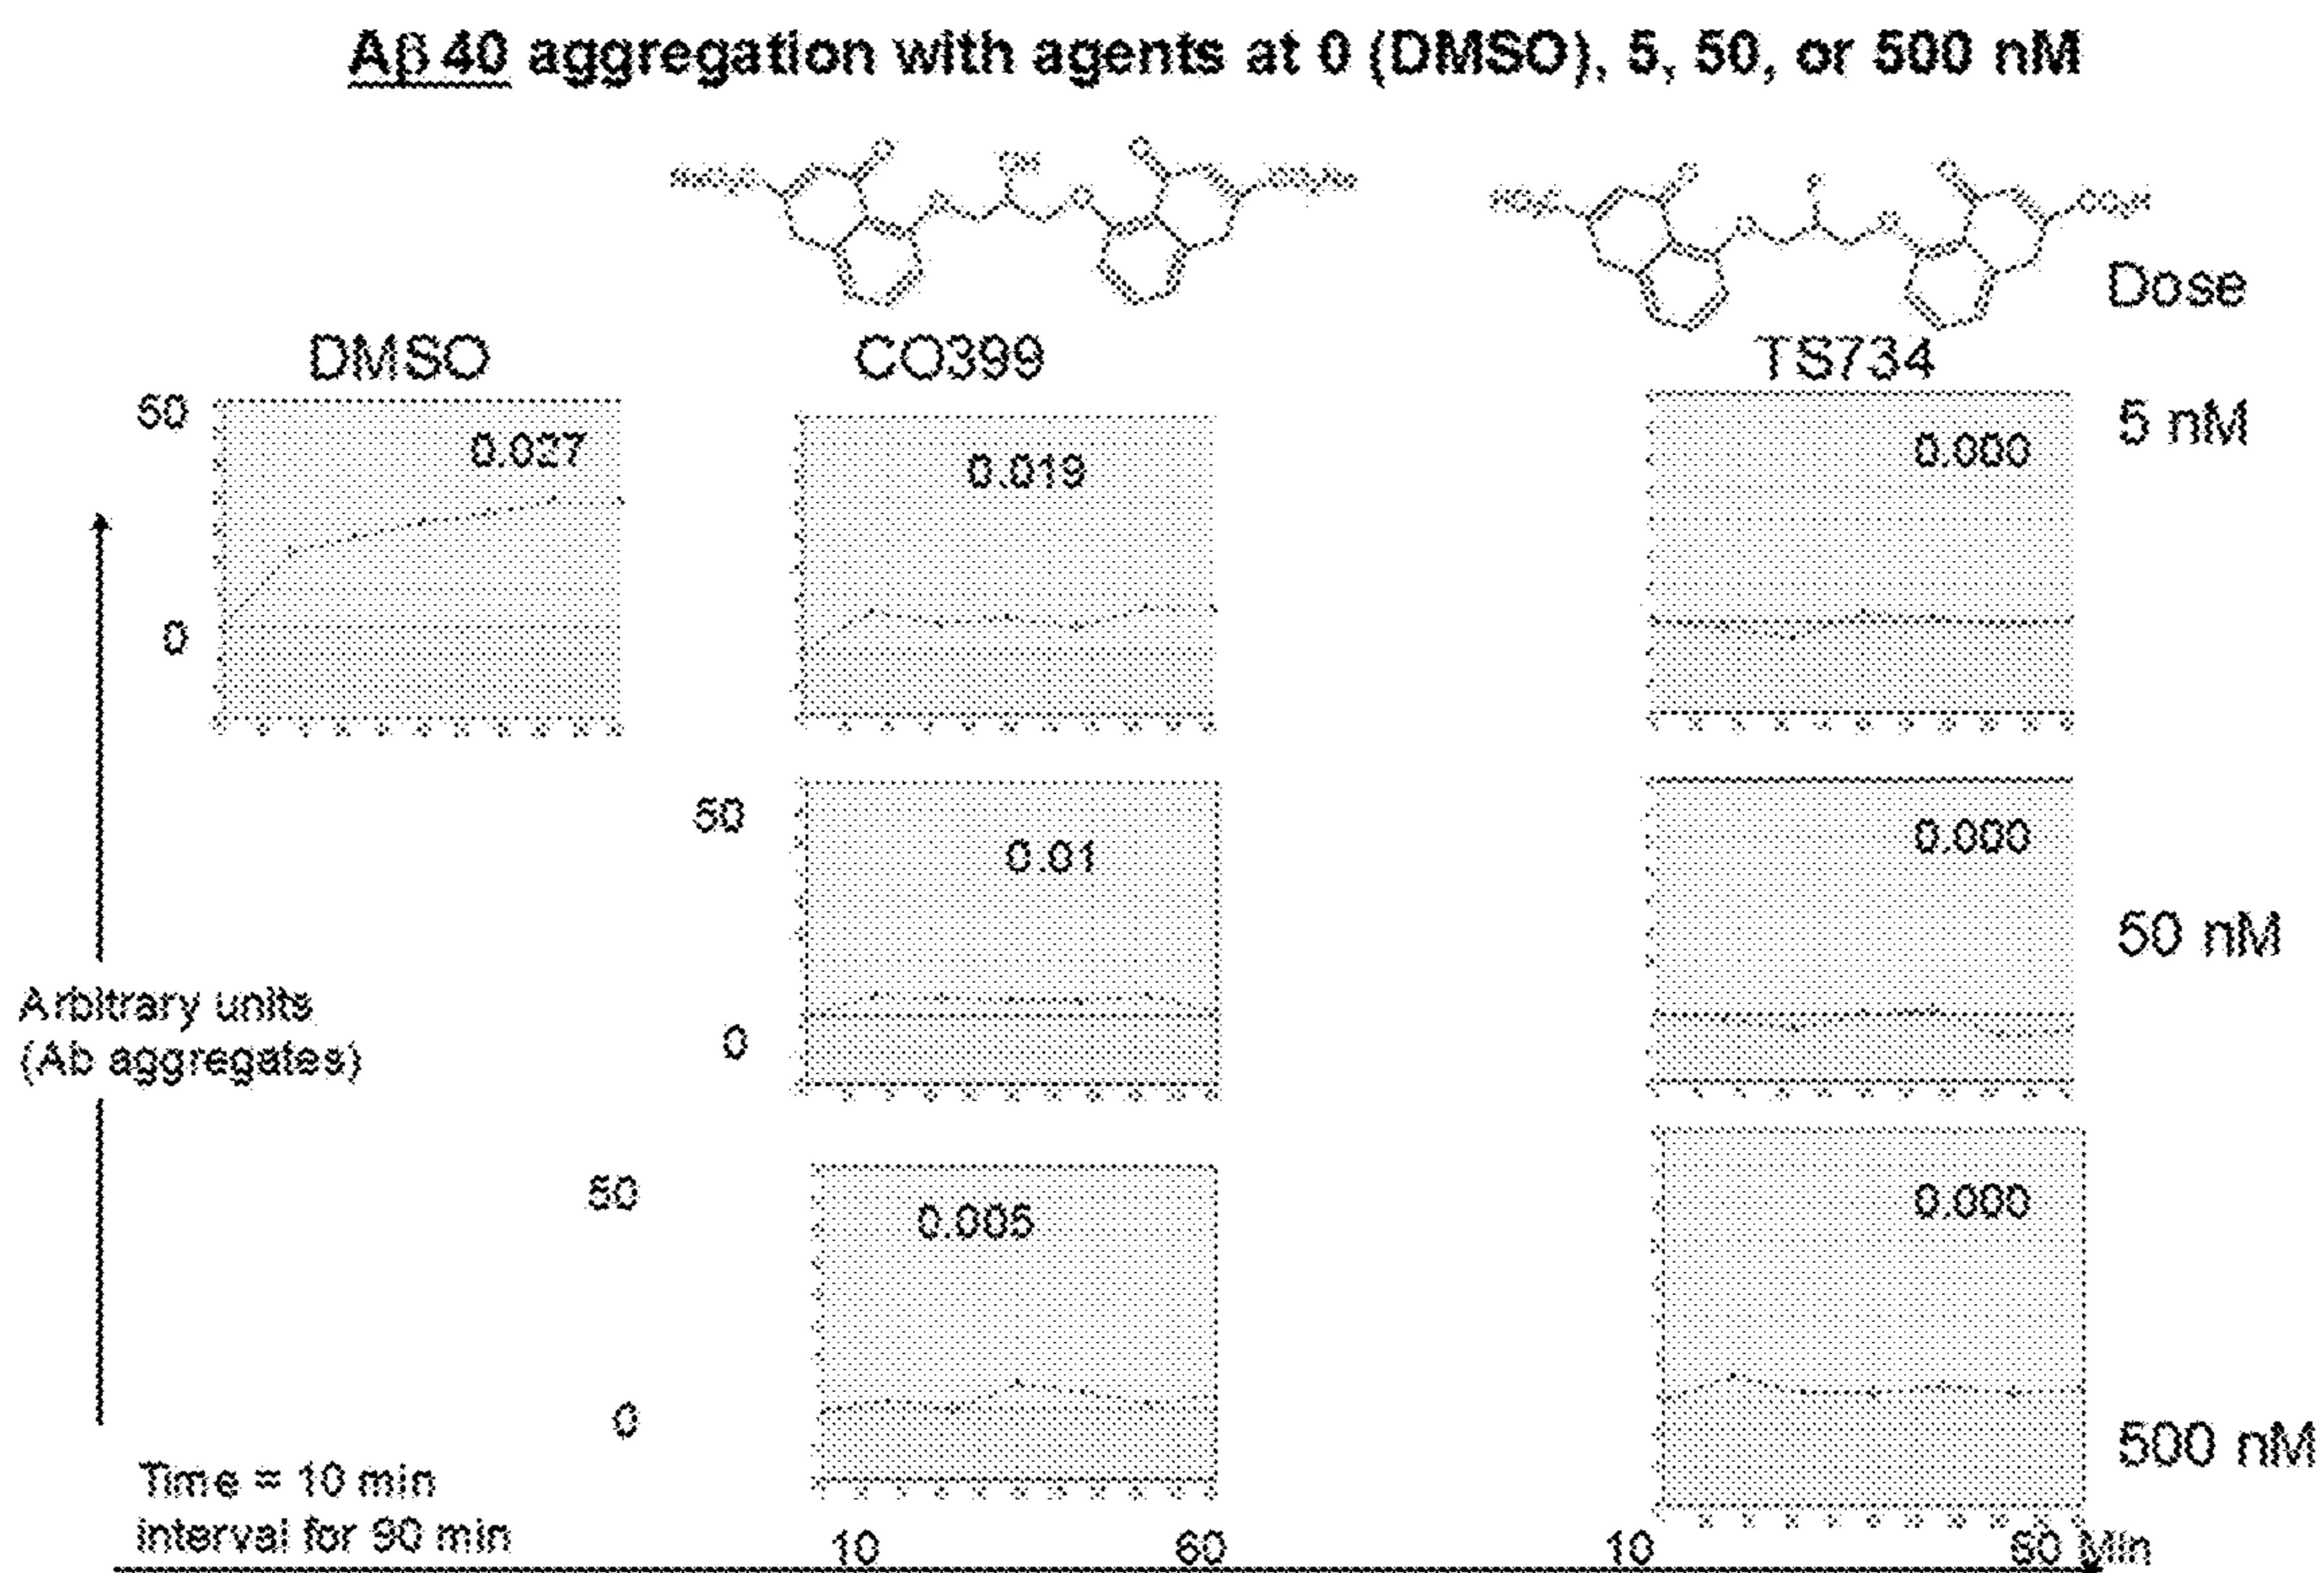 Aβ 40 aggregation with agents at 0 (DMSO), 5, 50, or 500 nM
OH
Dose
DMSO
CO399
TS734
50
0.027
0.019
0.000
5 nM
0
50
0.01
0.000
50 nM
Arbitrary units
(Ab aggregates)
0
50
0.005
0.000
0
500 nM
Time = 10 min
interval for 90 min
10
60
10
60 Min